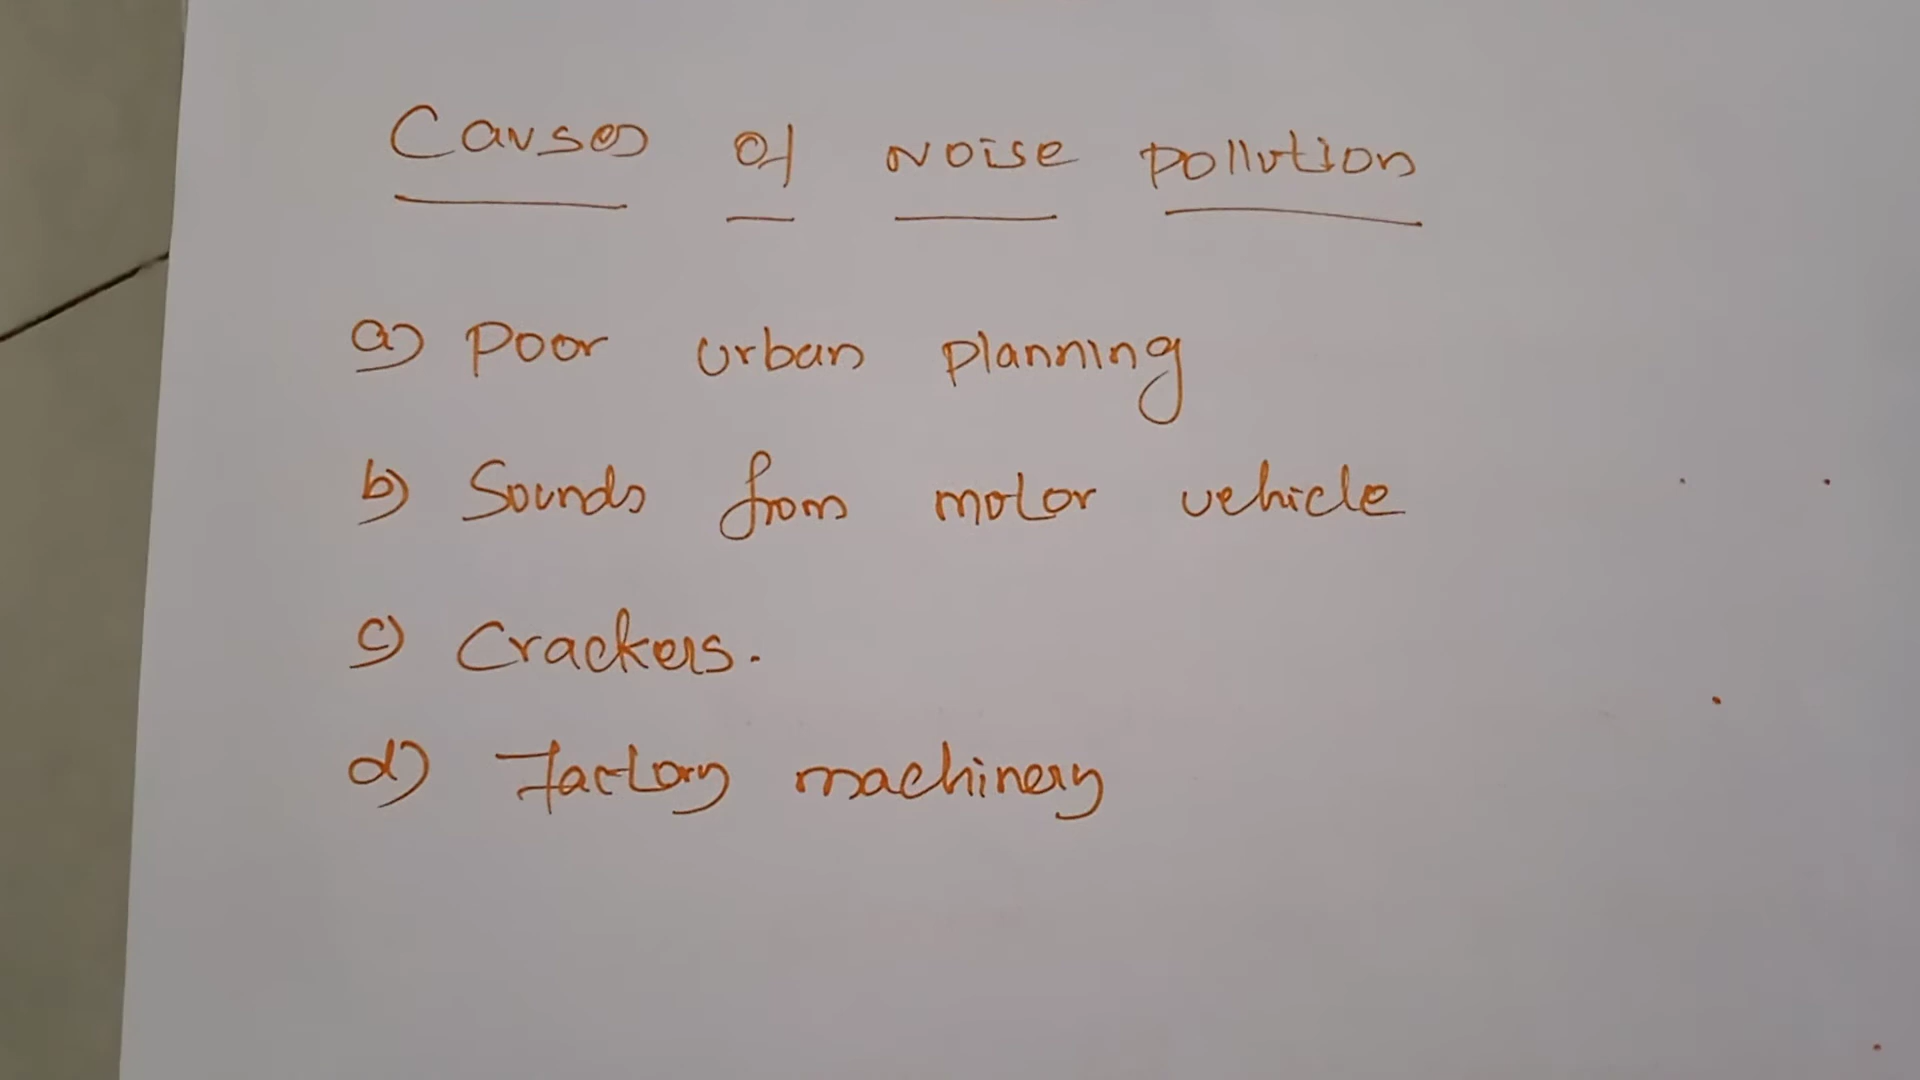 Causes of Noise pollution
a) Poor urban planning
b) Sounds from motor vehicle
c) Crackers.
d) Factory machinery